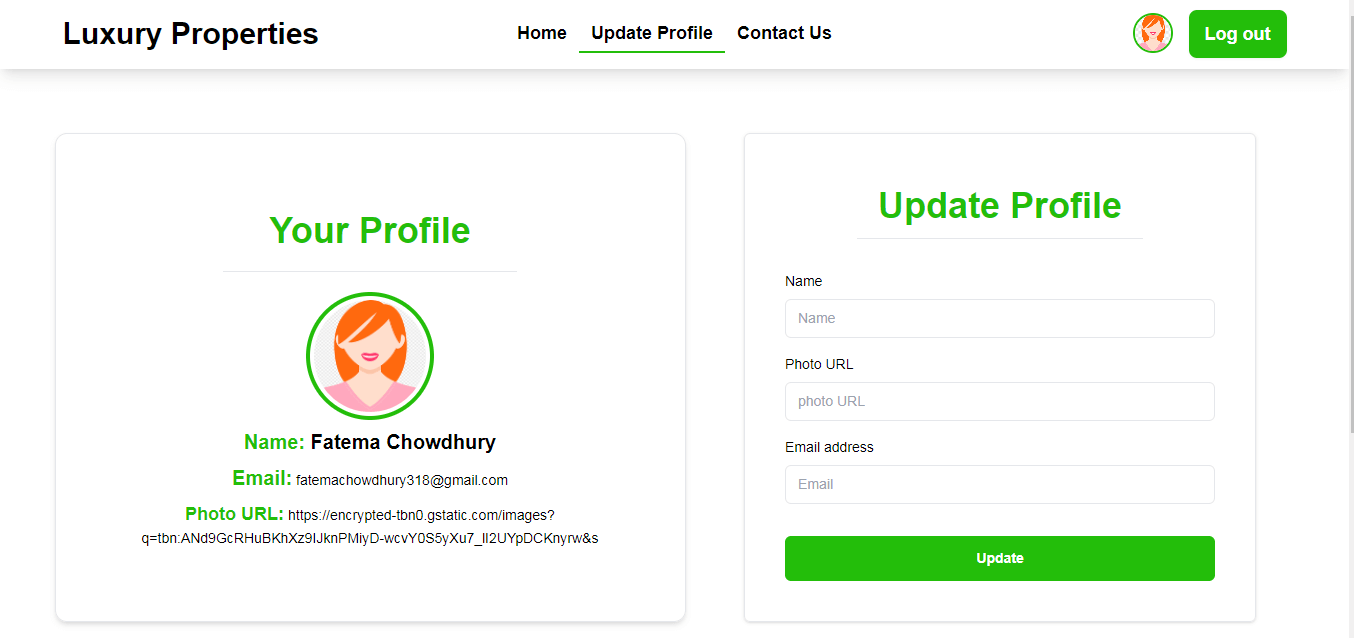 Luxury Properties
Home
Update Profile
Contact Us
Log out
Your Profile
Name: Fatema Chowdhury
Email: fatemachowdhury318@gmail.com
Photo URL: https://encrypted-tbn0.gstatic.com/images?
q=tbn:ANd9GcRHuBKhXz9IJknPMiyD-wcvY0S5yXu7_II2UYpDCKnyrw&s
Update Profile
Name
Name
Photo URL
photo URL
Email address
Email
Update